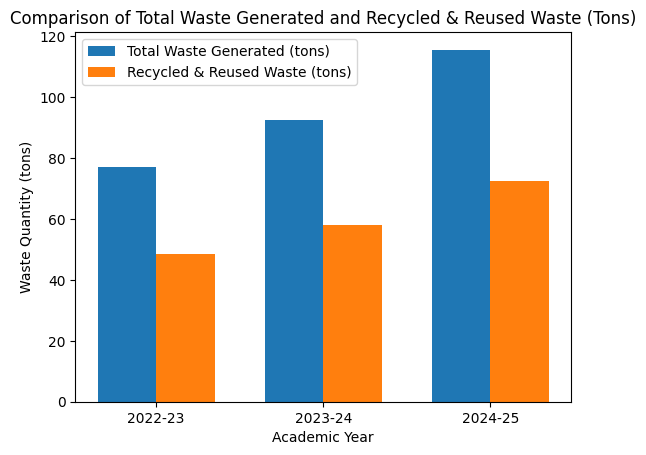 Comparison of Total Waste Generated and Recycled & Reused Waste (Tons)
Total Waste Generated (tons)
Recycled & Reused Waste (tons)
Waste Quantity (tons)
120
100
80
60
40
20
0
2022-23 2023-24 2024-25
Academic Year